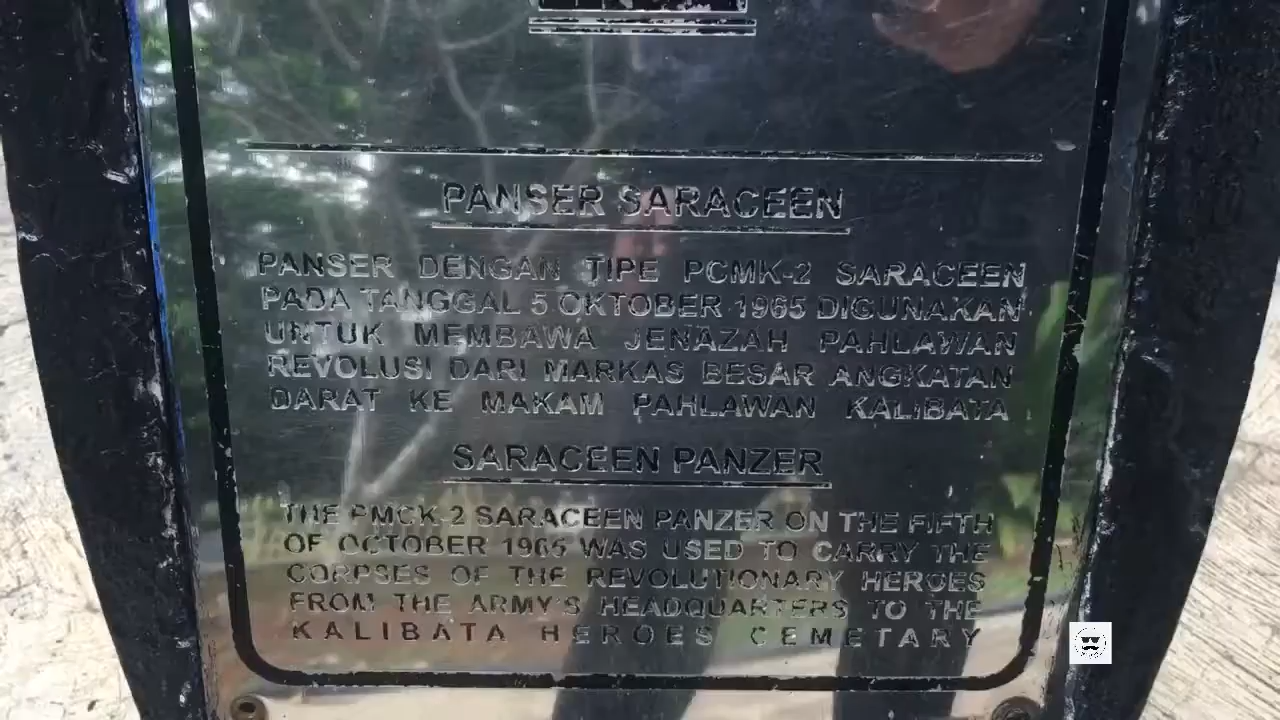 PANSER SARACEEN
PANSER DENGAN TIPE PCMK-2 SARACEEN
PADA TANGGAL 5 OKTOBER 1965 DIGUNAKAN
UNTUK MEMBAWA JENAZAH PAHLAWAN
REVOLUSI DARI MARKAS BESAR ANGKATAN
DARAT KE MAKAM PAHLAWAN KALIBATA
SARACEEN PANZER
THE PMCK-2 SARACEEN PANZER ON THE FIFTH
OF OCTOBER 1965 WAS USED TO CARRY THE
CORPSES OF THE REVOLUTIONARY HEROES
FROM THE ARMY'S HEADQUARTERS TO THE
KALIBATA HEROES CEMETARY